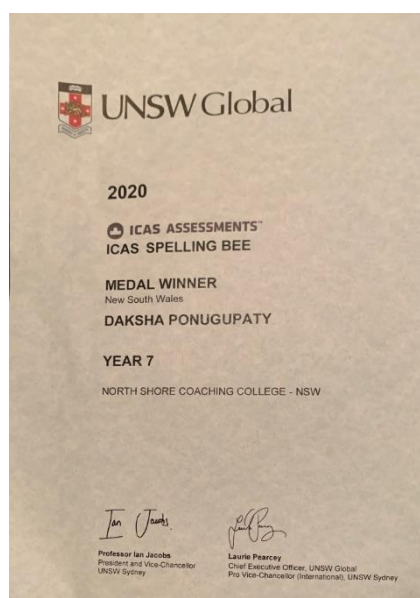 UNSW Global
2020
ICAS ASSESSMENTS™
ICAS SPELLING BEE
MEDAL WINNER
New South Wales
DAKSHA PONUGUPATY
YEAR 7
NORTH SHORE COACHING COLLEGE - NSW
Ian Jacobs
Professor Ian Jacobs
President and Vice-Chancellor
UNSW Sydney
Laurie Pearcey
Chief Executive Officer, UNSW Global
Pro Vice-Chancellor (International), UNSW Sydney